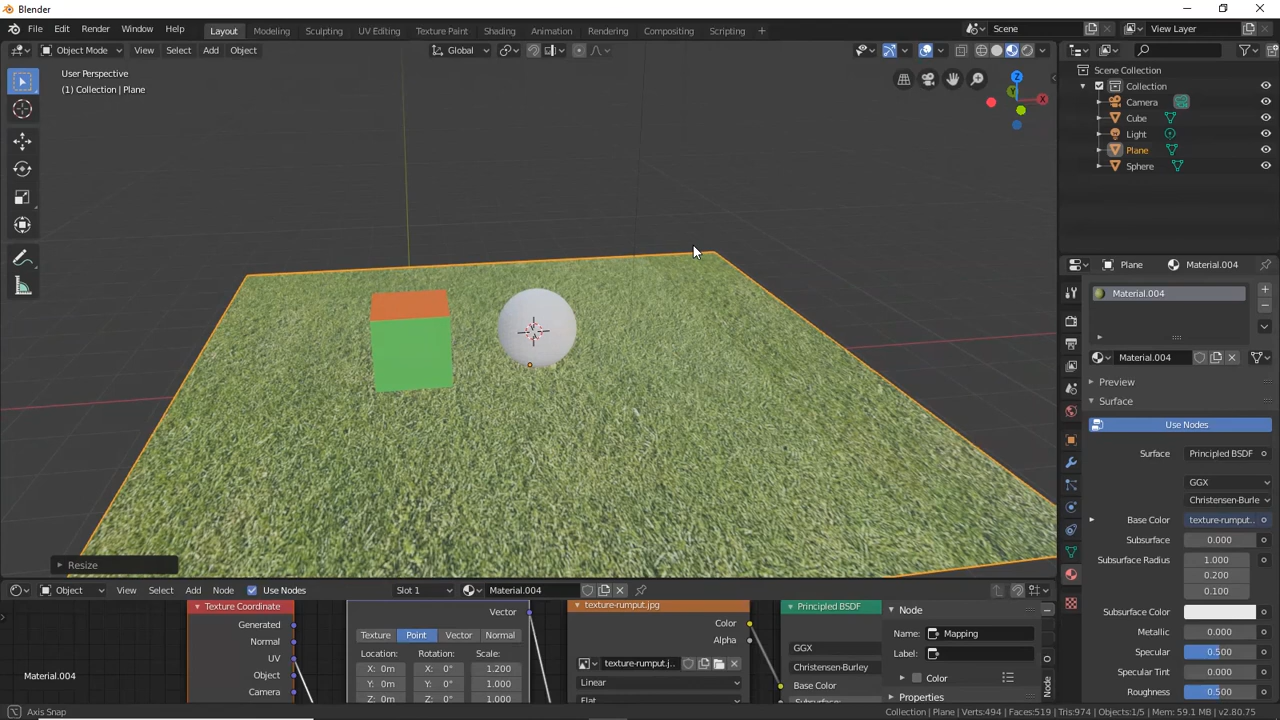 Blender
File Edit Render Window Help Layout Modeling Sculpting UV Editing Texture Paint Shading Animation Rendering Compositing Scripting + Scene View Layer
Object Mode View Select Add Object Global
User Perspective
(1) Collection | Plane
Z
Y
X
Scene Collection
Collection
Camera
Cube
Light
Plane
Sphere
Plane Material.004
Material.004
Material.004
Preview
Surface
Use Nodes
Surface Principled BSDF
GGX
Christensen-Burle
Base Color texture-rumput..
Subsurface 0.000
Subsurface Radius 1.000
0.200
0.100
Subsurface Color
Metallic 0.000
Specular 0.500
Specular Tint 0.000
Roughness 0.500
Resize
Object View Select Add Node Use Nodes Slot 1 Material.004
Texture Coordinate
Generated
Normal
UV
Object
Camera
Vector
Texture Point Vector Normal
Location: Rotation: Scale:
X: 0m X: 0° 1.200
Y: 0m Y: 0° 1.000
Z: 0m Z: 0° 1.000
texture-rumput.jpg
Color
Alpha
texture-rumput.j..
Linear
Flat
Principled BSDF
GGX
Christensen-Burley
Base Color
Node
Name: Mapping
Label:
Color
Properties
Node
Material.004
Axis Snap
Collection | Plane | Verts:494 | Faces:519 | Tris:974 | Objects:1/5 | Mem: 59.1 MB | v2.80.75